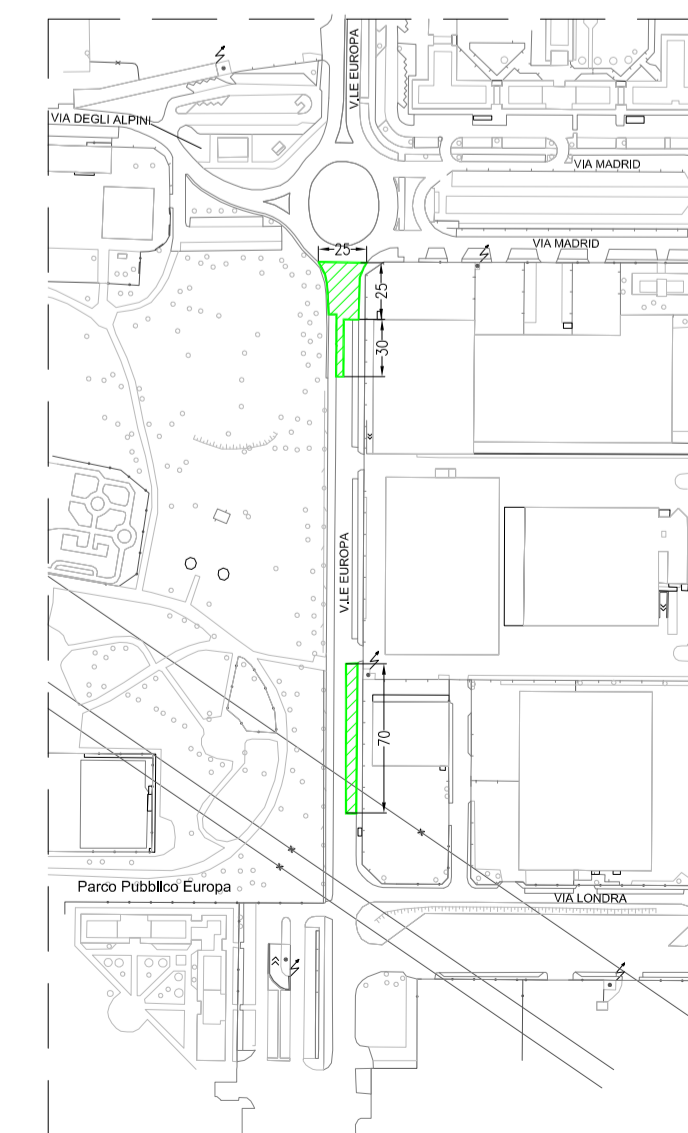 V.LE EUROPA
VIA DEGLI ALPINI
VIA MADRID
VIA MADRID
25
25
30
V.LE EUROPA
70
Parco Pubblico Europa
VIA LONDRA